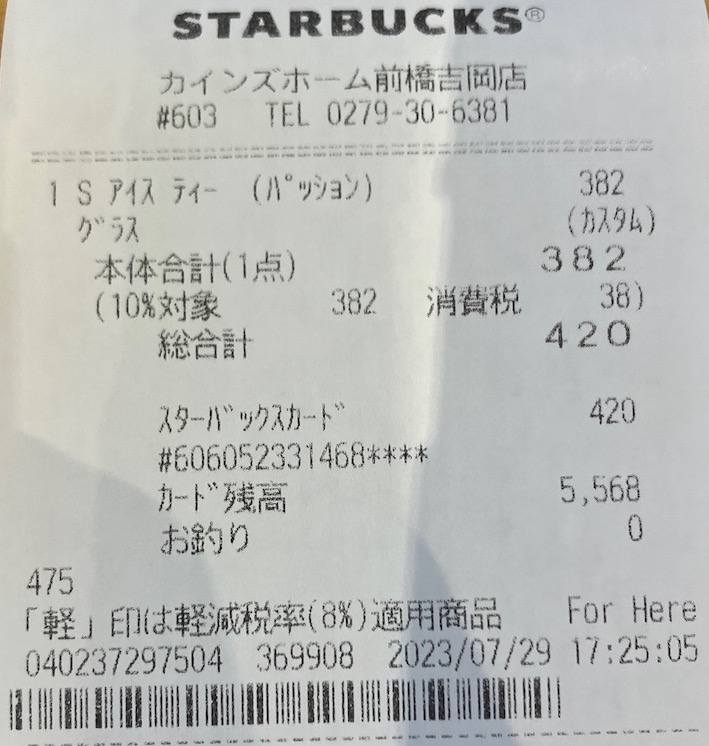 STARBUCKS®
カインズホーム前橋吉岡店
#603 TEL 0279-30-6381
1 S アイス ティー (パッション) 382
グラス (カスタム)
本体合計(1点) 382
(10%対象 382 消費税 38)
総合計 420
スターバックスカード 420
#606052331468****
カード残高 5,568
お釣り 0
475
「軽」印は軽減税率(8%)適用商品 For Here
040237297504 369908 2023/07/29 17:25:05